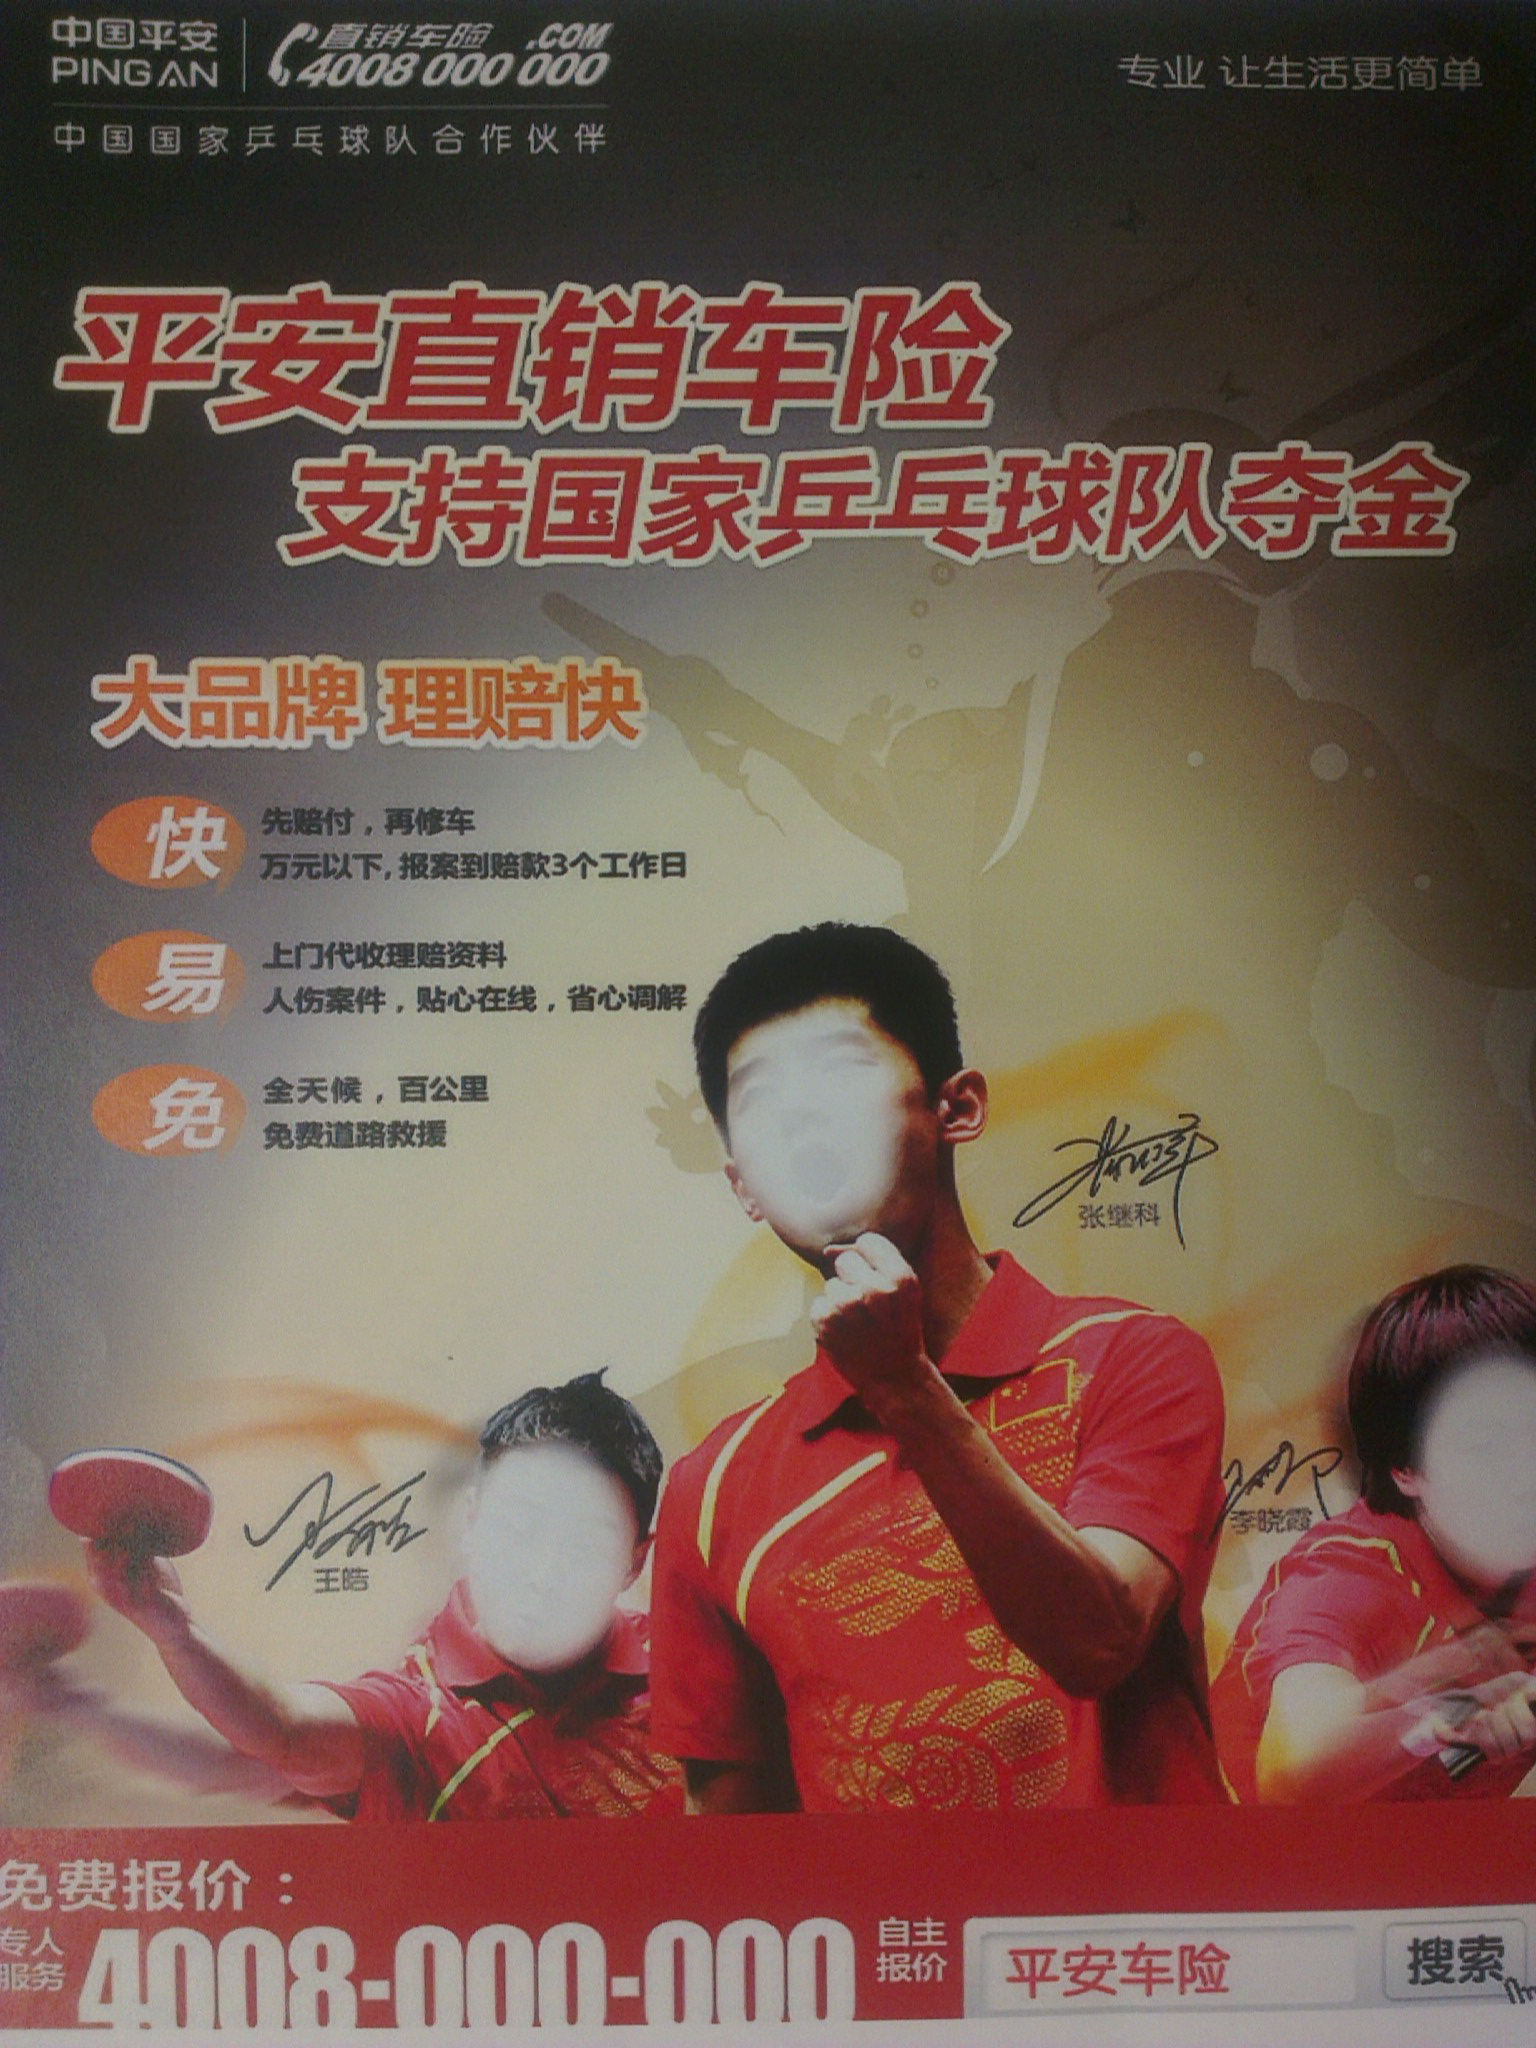 中国平安
PING AN
直销车险 .COM
4008 000 000
中国国家乒乓球队合作伙伴
专业 让生活更简单
平安直销车险
支持国家乒乓球队夺金
大品牌 理赔快
快
先赔付，再修车
万元以下，报案到赔款3个工作日
易
上门代收理赔资料
人伤案件，贴心在线，省心调解
免
全天候，百公里
免费道路救援
张继科
王皓
李晓霞
免费报价：
专人
服务
4008-000-000
自主
报价
平安车险
搜索